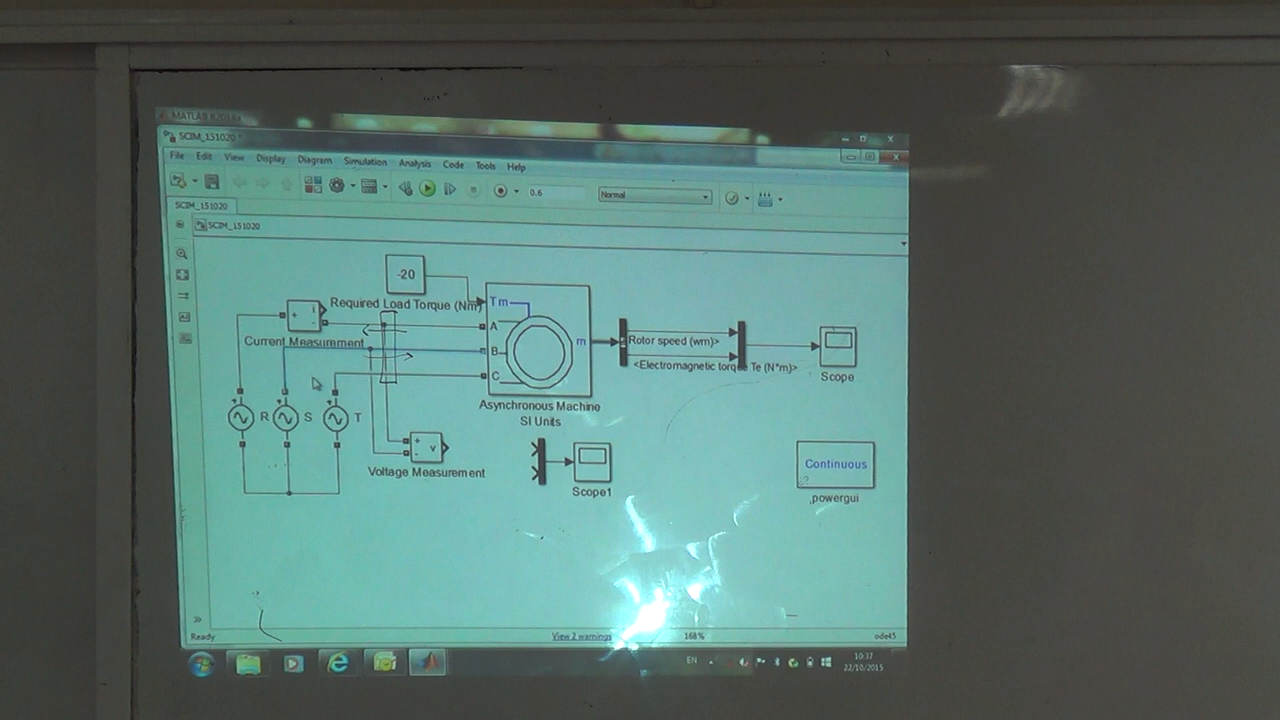 MATLAB R2014a
SCIM_151020 *
File Edit View Display Diagram Simulation Analysis Code Tools Help
0.6 Normal
SCIM_151020
SCIM_151020
-20
Required Load Torque (Nm)
Tm
+ i -
A
Current Measurement
B
m
Rotor speed (wm)>
<Electromagnetic torque Te (N*m)>
C
Scope
Asynchronous Machine
SI Units
R S T
+ v -
Voltage Measurement
Scope1
Continuous
powergui
Ready View 2 warnings 168% ode45
EN 10:37
22/10/2015